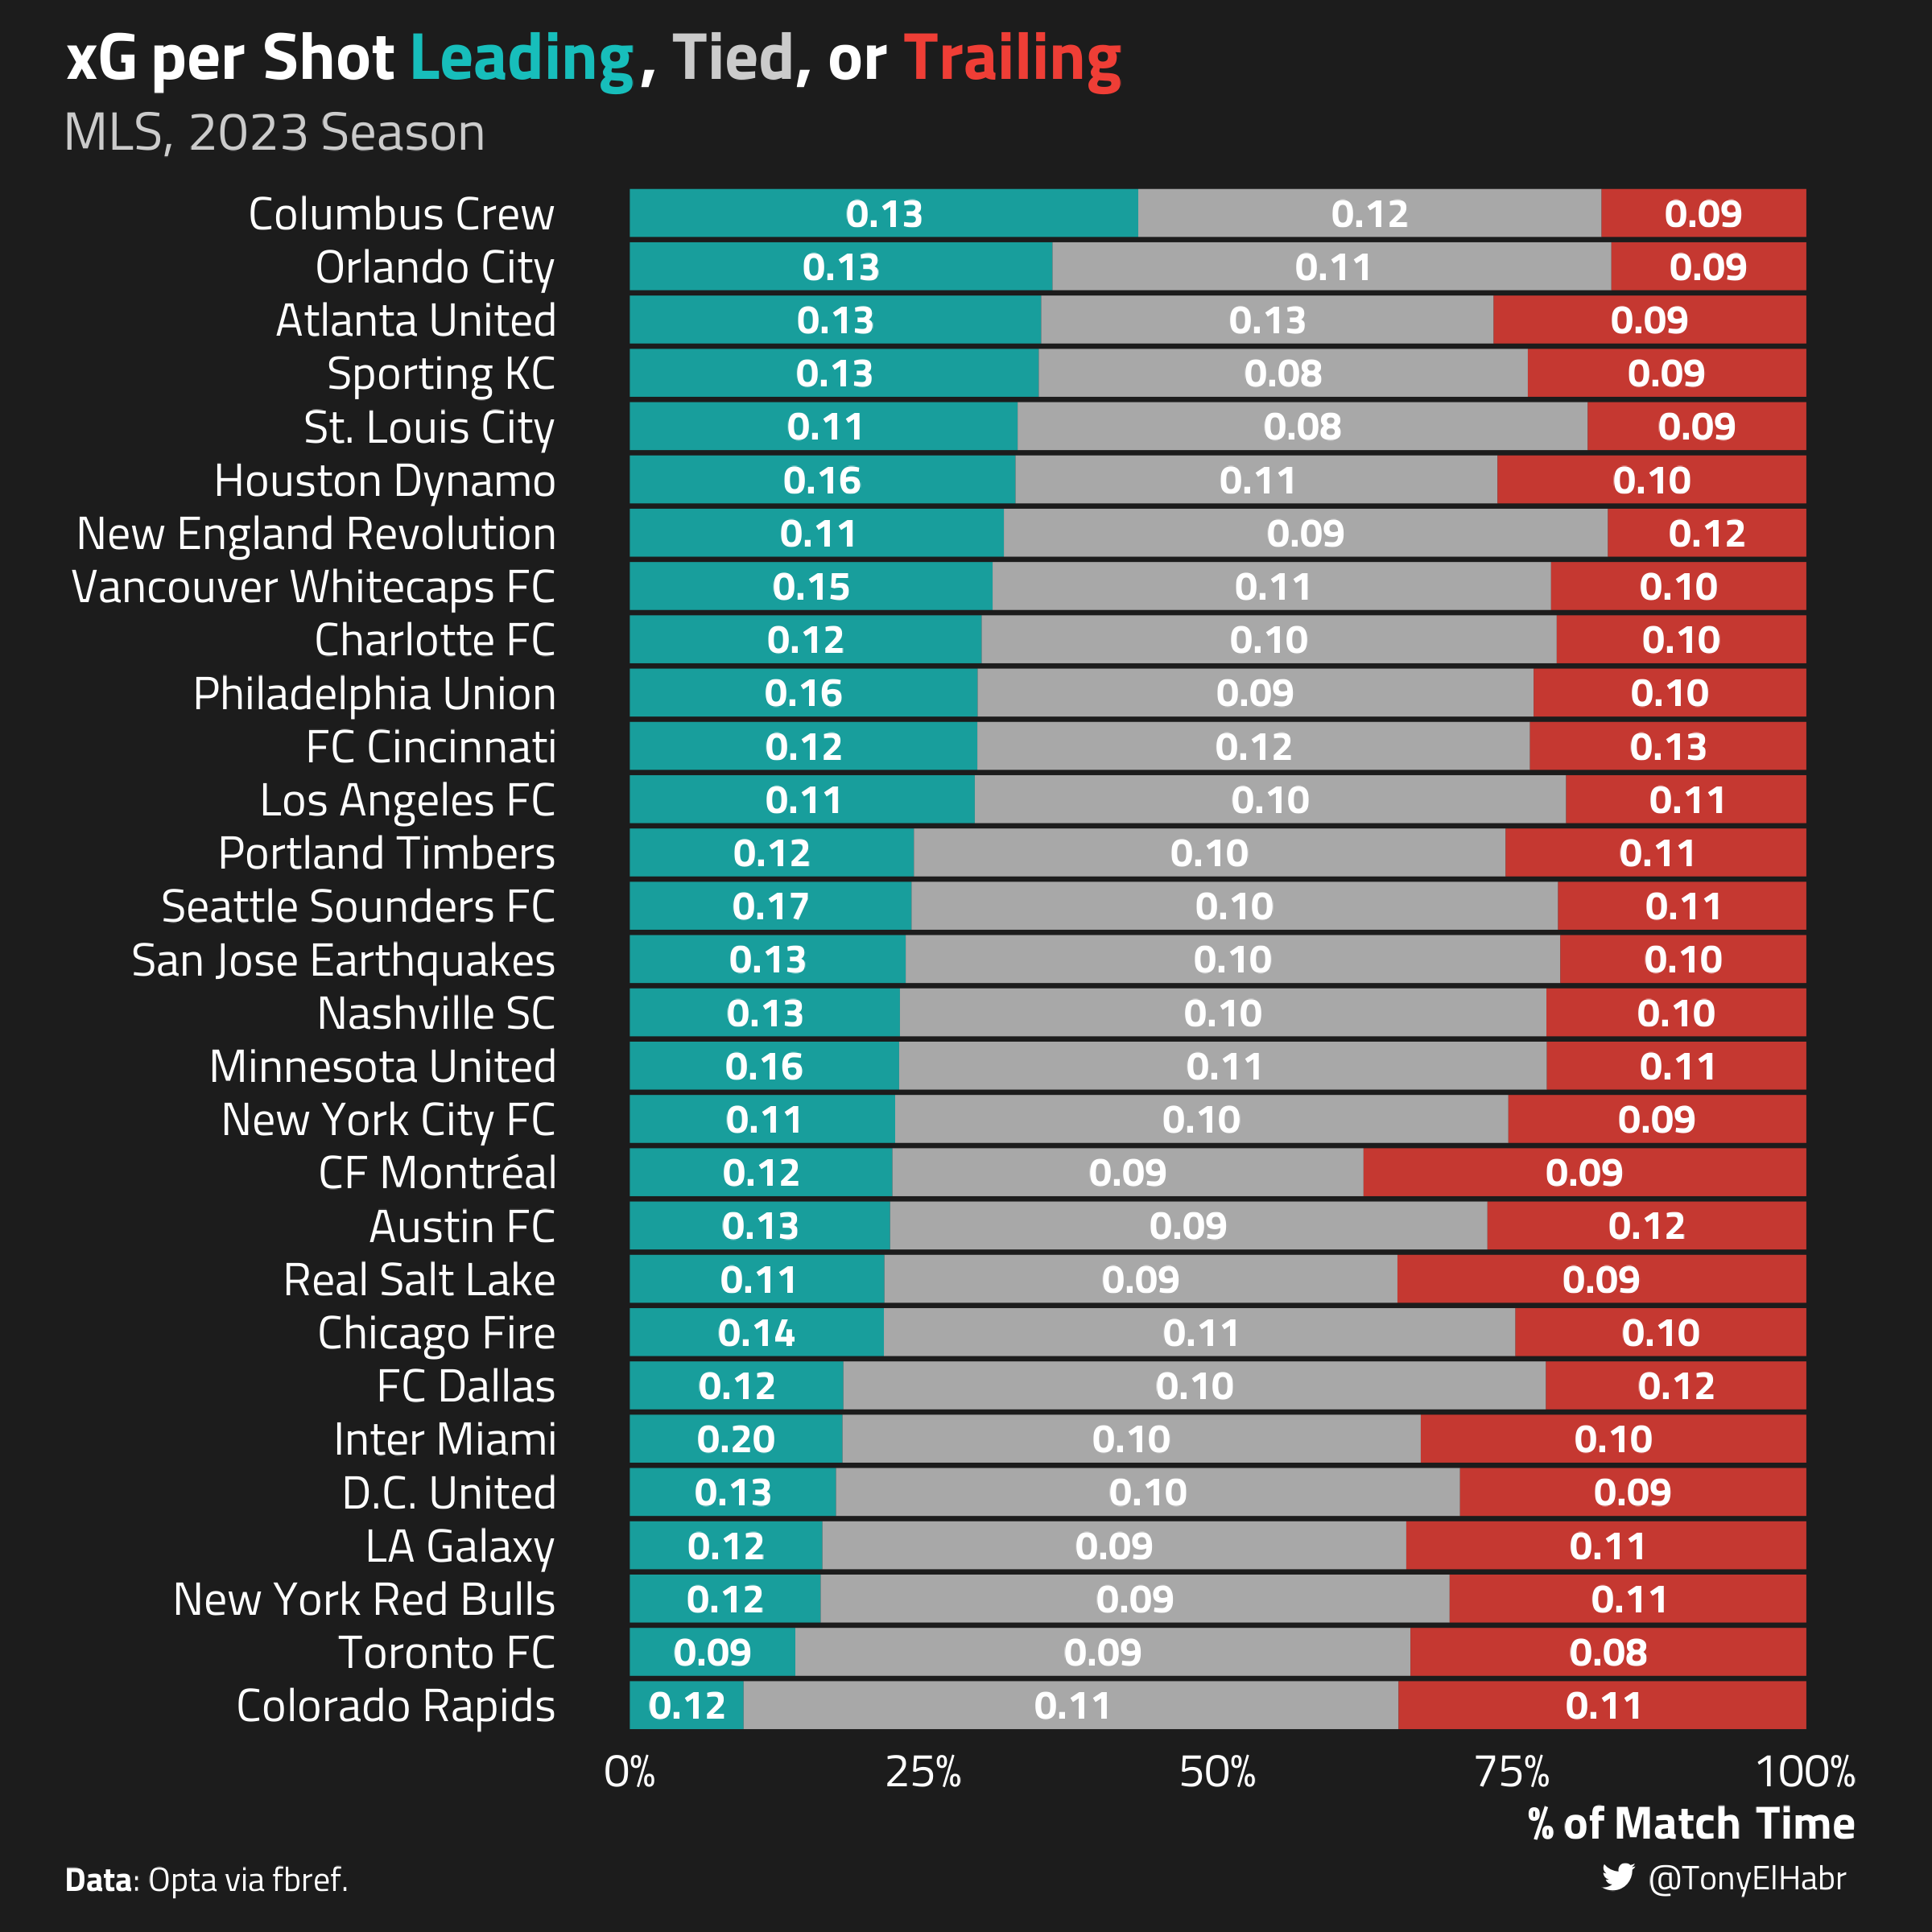 xG per Shot Leading, Tied, or Trailing
MLS, 2023 Season
Columbus Crew 0.13 0.12 0.09
Orlando City 0.13 0.11 0.09
Atlanta United 0.13 0.13 0.09
Sporting KC 0.13 0.08 0.09
St. Louis City 0.11 0.08 0.09
Houston Dynamo 0.16 0.11 0.10
New England Revolution 0.11 0.09 0.12
Vancouver Whitecaps FC 0.15 0.11 0.10
Charlotte FC 0.12 0.10 0.10
Philadelphia Union 0.16 0.09 0.10
FC Cincinnati 0.12 0.12 0.13
Los Angeles FC 0.11 0.10 0.11
Portland Timbers 0.12 0.10 0.11
Seattle Sounders FC 0.17 0.10 0.11
San Jose Earthquakes 0.13 0.10 0.10
Nashville SC 0.13 0.10 0.10
Minnesota United 0.16 0.11 0.11
New York City FC 0.11 0.10 0.09
CF Montréal 0.12 0.09 0.09
Austin FC 0.13 0.09 0.12
Real Salt Lake 0.11 0.09 0.09
Chicago Fire 0.14 0.11 0.10
FC Dallas 0.12 0.10 0.12
Inter Miami 0.20 0.10 0.10
D.C. United 0.13 0.10 0.09
LA Galaxy 0.12 0.09 0.11
New York Red Bulls 0.12 0.09 0.11
Toronto FC 0.09 0.09 0.08
Colorado Rapids 0.12 0.11 0.11
0% 25% 50% 75% 100%
% of Match Time
Data: Opta via fbref.
@TonyElHabr